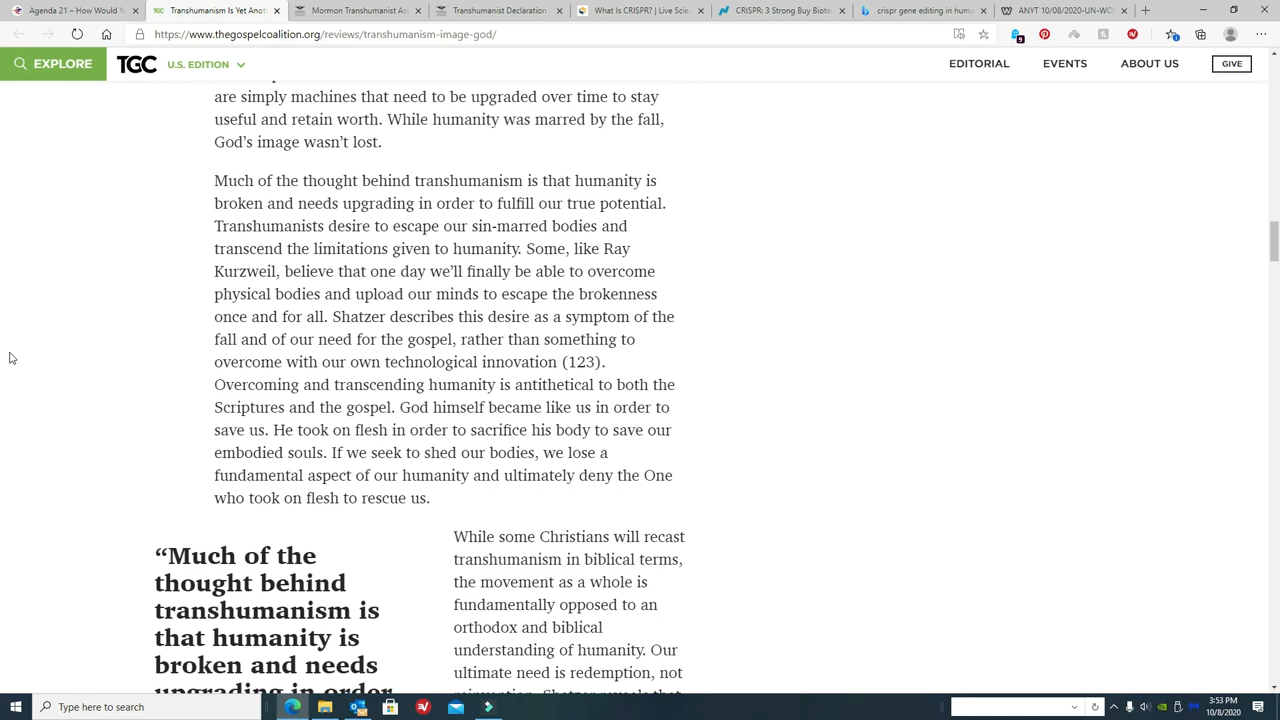 Agenda 21 – How Would Yo
Transhumanism Is Anot
Mormon Transhumanist As
Transhumanist Declaration
What Is CRISPR? | Live Scie
CRISPR: 3 Strong Buy Biote
crispr gene editing in huma
ANYT 10/08/2020-UN-WO
https://www.thegospelcoalition.org/reviews/transhumanism-image-god/
EXPLORE
TGC
U.S. EDITION
EDITORIAL
EVENTS
ABOUT US
GIVE
are simply machines that need to be upgraded over time to stay
useful and retain worth. While humanity was marred by the fall,
God’s image wasn’t lost.
Much of the thought behind transhumanism is that humanity is
broken and needs upgrading in order to fulfill our true potential.
Transhumanists desire to escape our sin-marred bodies and
transcend the limitations given to humanity. Some, like Ray
Kurzweil, believe that one day we’ll finally be able to overcome
physical bodies and upload our minds to escape the brokenness
once and for all. Shatzer describes this desire as a symptom of the
fall and of our need for the gospel, rather than something to
overcome with our own technological innovation (123).
Overcoming and transcending humanity is antithetical to both the
Scriptures and the gospel. God himself became like us in order to
save us. He took on flesh in order to sacrifice his body to save our
embodied souls. If we seek to shed our bodies, we lose a
fundamental aspect of our humanity and ultimately deny the One
who took on flesh to rescue us.
“Much of the
thought behind
transhumanism is
that humanity is
broken and needs
upgrading in order
While some Christians will recast
transhumanism in biblical terms,
the movement as a whole is
fundamentally opposed to an
orthodox and biblical
understanding of humanity. Our
ultimate need is redemption, not
reinvention. Shatzer reveals that
Type here to search
3:53 PM
10/8/2020